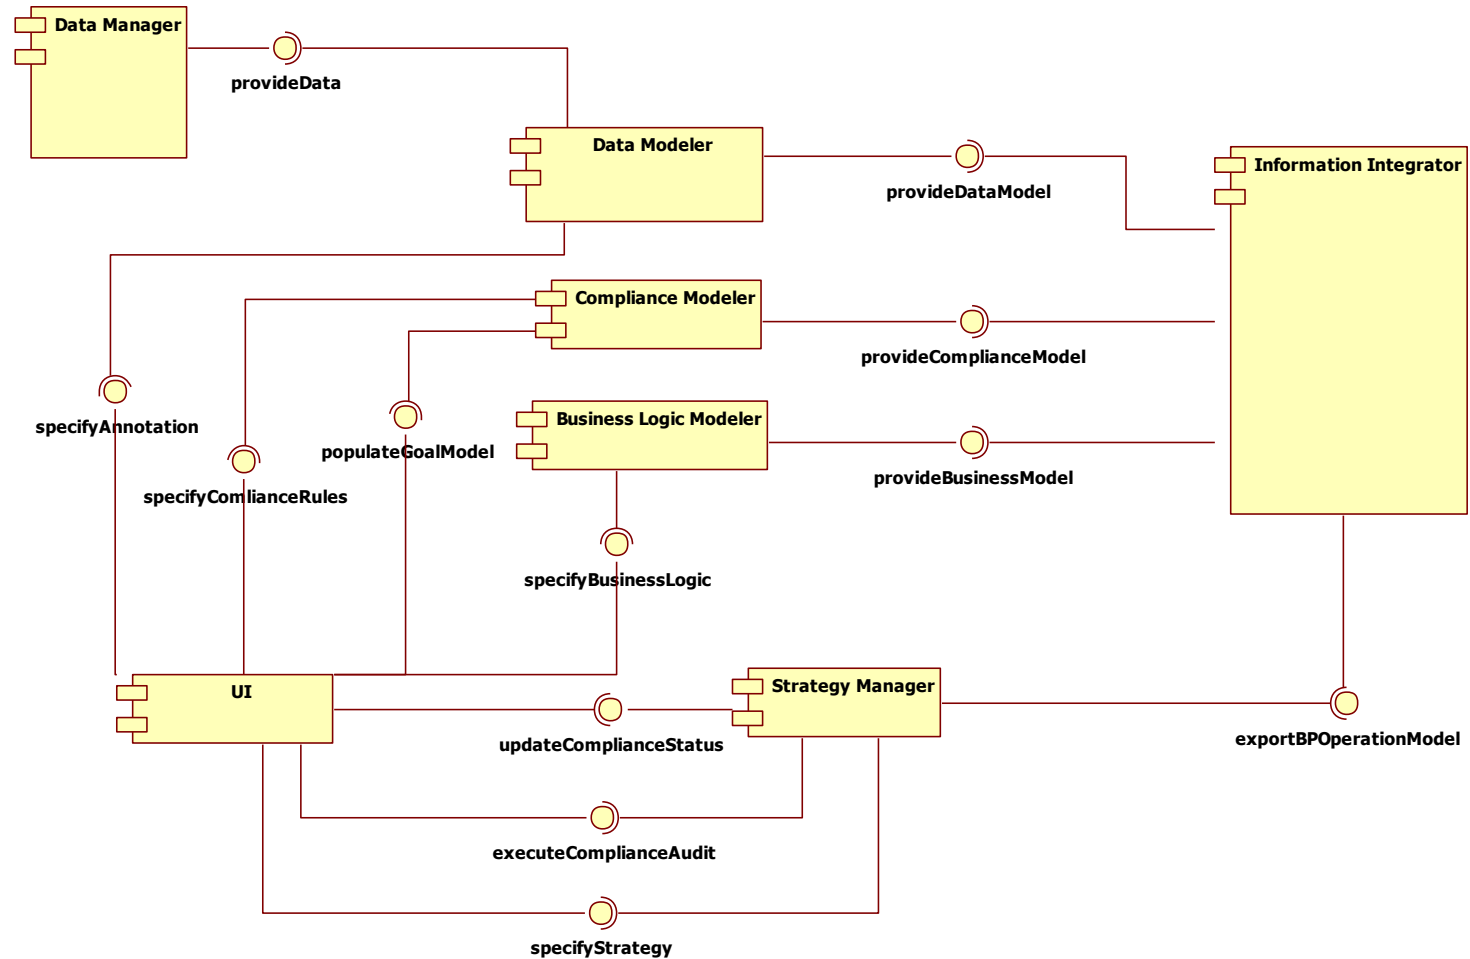 Data Manager
provideData
Data Modeler
provideDataModel
Information Integrator
Compliance Modeler
provideComplianceModel
specifyAnnotation
populateGoalModel
Business Logic Modeler
provideBusinessModel
specifyComlianceRules
specifyBusinessLogic
UI
Strategy Manager
updateComplianceStatus
exportBPOperationModel
executeComplianceAudit
specifyStrategy